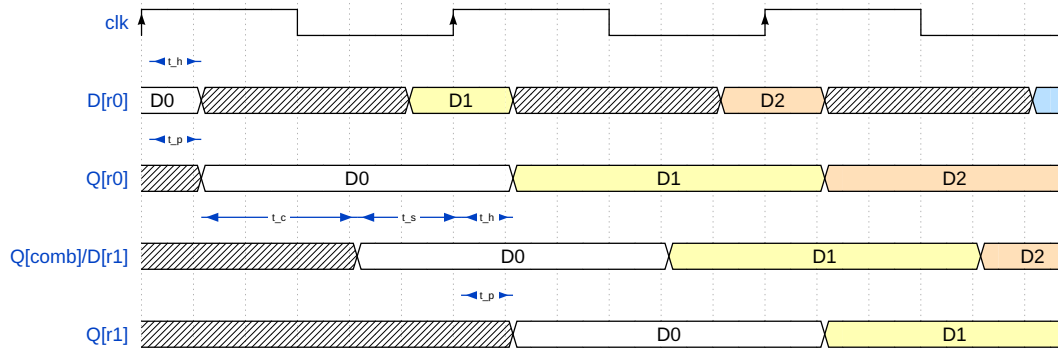 clk
t_h
D[r0] D0 D1 D2
t_p
Q[r0] D0 D1 D2
t_c t_s t_h
Q[comb]/D[r1] D0 D1 D2
t_p
Q[r1] D0 D1